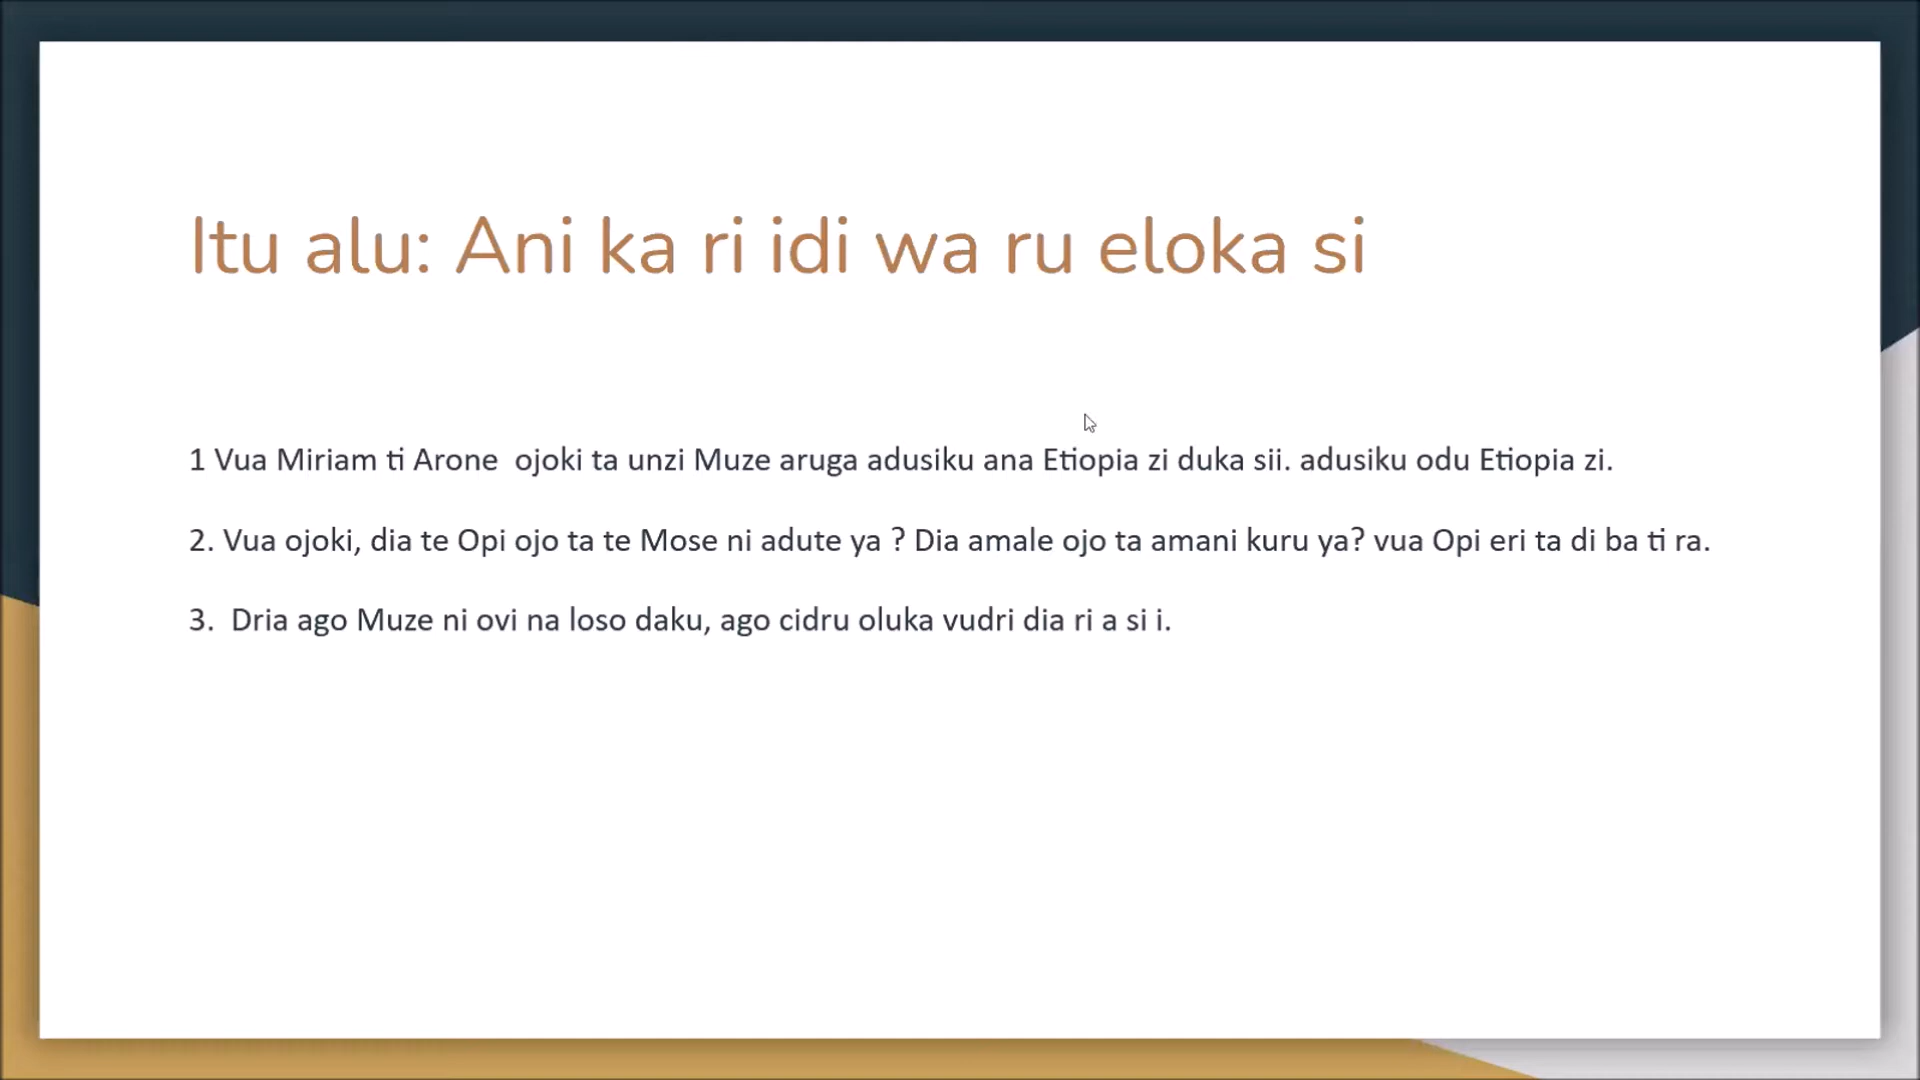 Itu alu: Ani ka ri idi wa ru eloka si
1 Vua Miriam ti Arone  ojoki ta unzi Muze aruga adusiku ana Etiopia zi duka sii. adusiku odu Etiopia zi.
2. Vua ojoki, dia te Opi ojo ta te Mose ni adute ya ? Dia amale ojo ta amani kuru ya? vua Opi eri ta di ba ti ra.
3.  Dria ago Muze ni ovi na loso daku, ago cidru oluka vudri dia ri a si i.